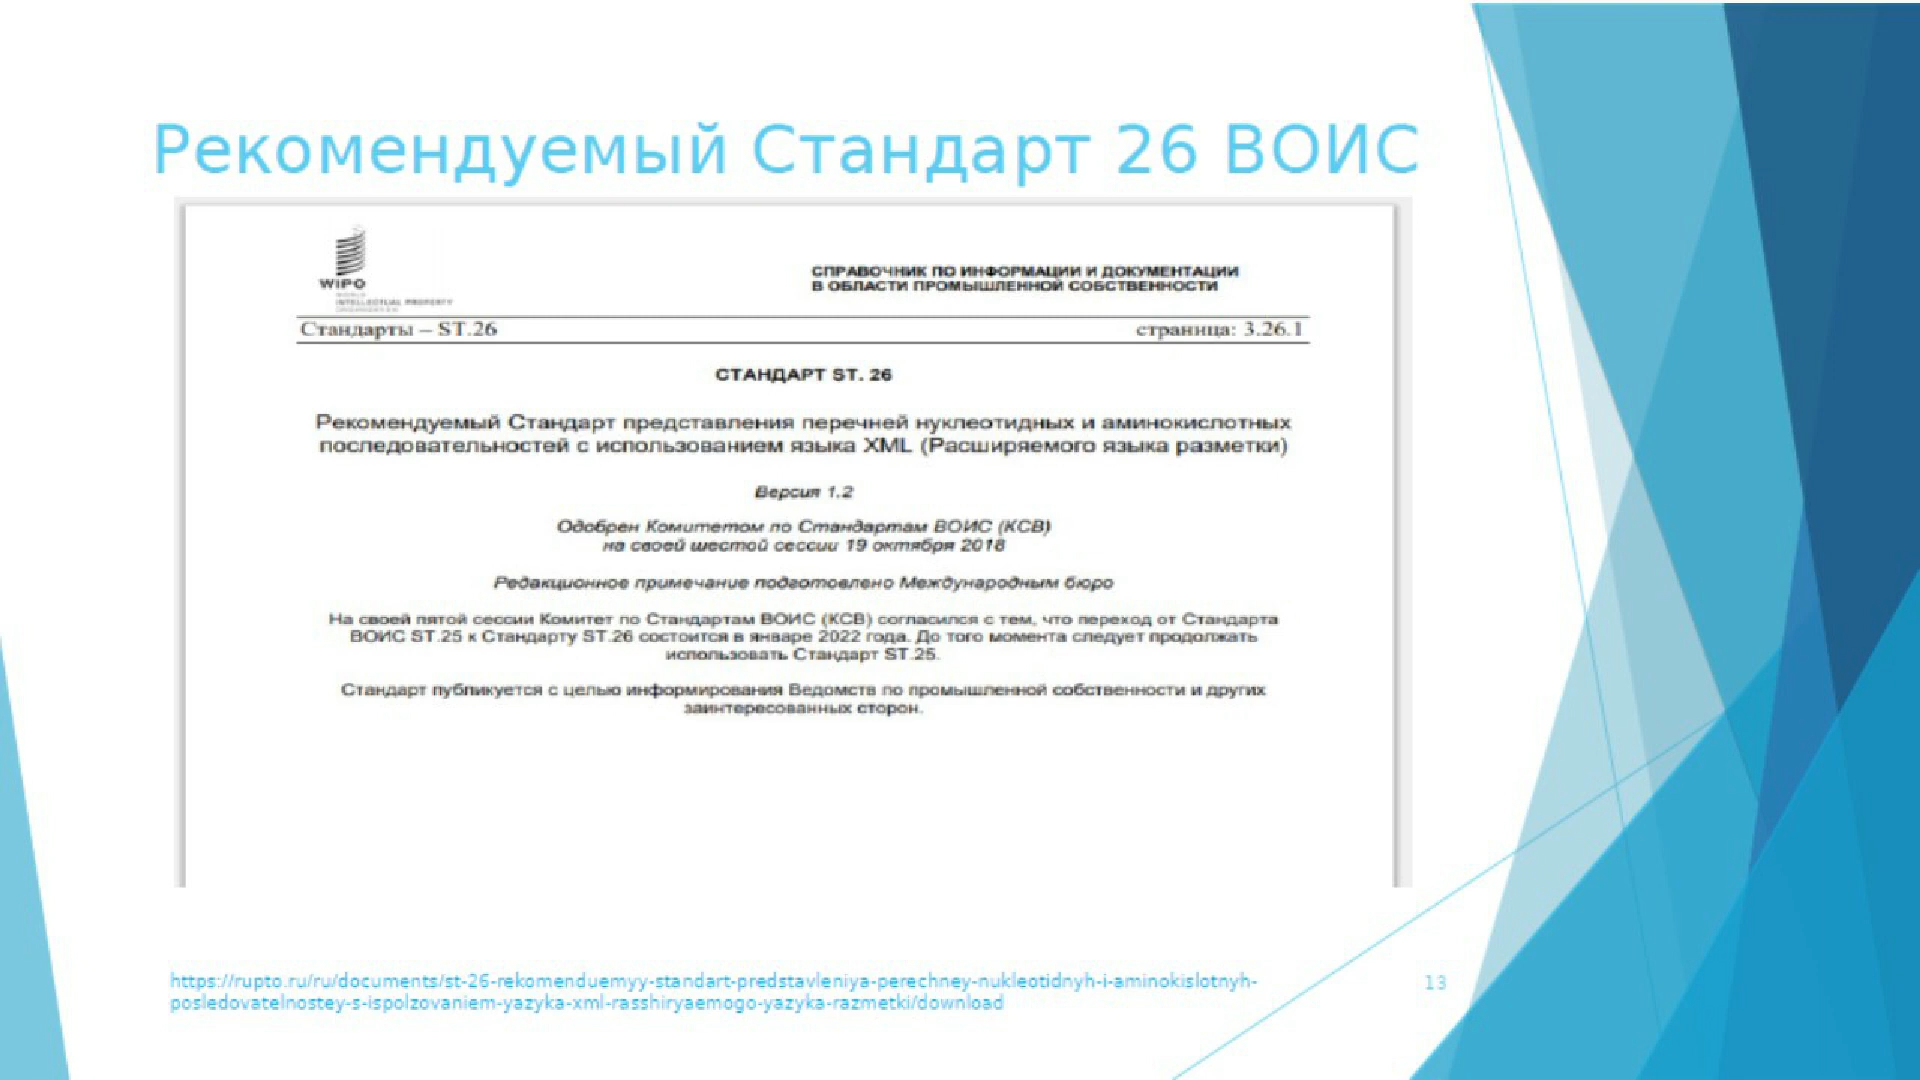 Рекомендуемый Стандарт 26 ВОИС
WIPO
WORLD
INTELLECTUAL PROPERTY
ORGANIZATION
СПРАВОЧНИК ПО ИНФОРМАЦИИ И ДОКУМЕНТАЦИИ
В ОБЛАСТИ ПРОМЫШЛЕННОЙ СОБСТВЕННОСТИ
Стандарты – ST.26
страница: 3.26.1
СТАНДАРТ ST. 26
Рекомендуемый Стандарт представления перечней нуклеотидных и аминокислотных
последовательностей с использованием языка XML (Расширяемого языка разметки)
Версия 1.2
Одобрен Комитетом по Стандартам ВОИС (КСВ)
на своей шестой сессии 19 октября 2018
Редакционное примечание подготовлено Международным бюро
На своей пятой сессии Комитет по Стандартам ВОИС (КСВ) согласился с тем, что переход от Стандарта
ВОИС ST.25 к Стандарту ST.26 состоится в январе 2022 года. До того момента следует продолжать
использовать Стандарт ST.25.
Стандарт публикуется с целью информирования Ведомств по промышленной собственности и других
заинтересованных сторон.
https://rupto.ru/ru/documents/st-26-rekomenduemyy-standart-predstavleniya-perechney-nukleotidnyh-i-aminokislotnyh-
posledovatelnostey-s-ispolzovaniem-yazyka-xml-rasshiryaemogo-yazyka-razmetki/download
13